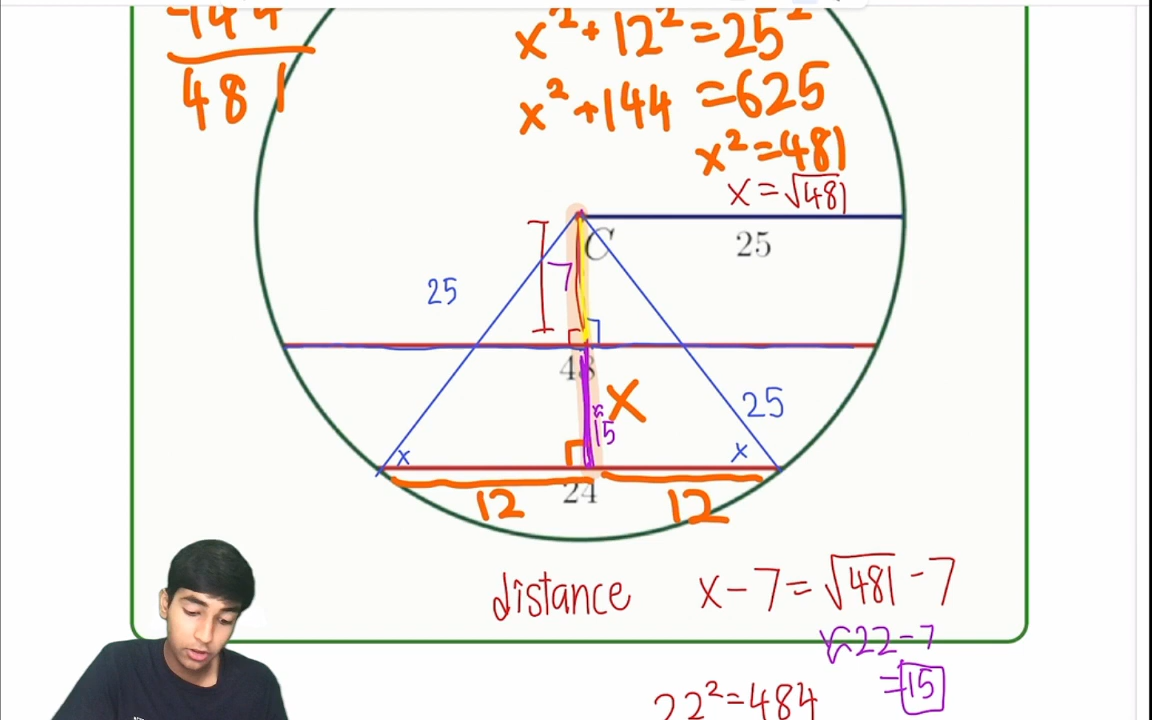 -144
481
x²+12²=25²
x²+144 =625
x²=481
x=√481
C
25
7
25
48
x
25
≈15
x
x
12
24
12
distance x-7=√481-7
≈22-7
=15
22²=484